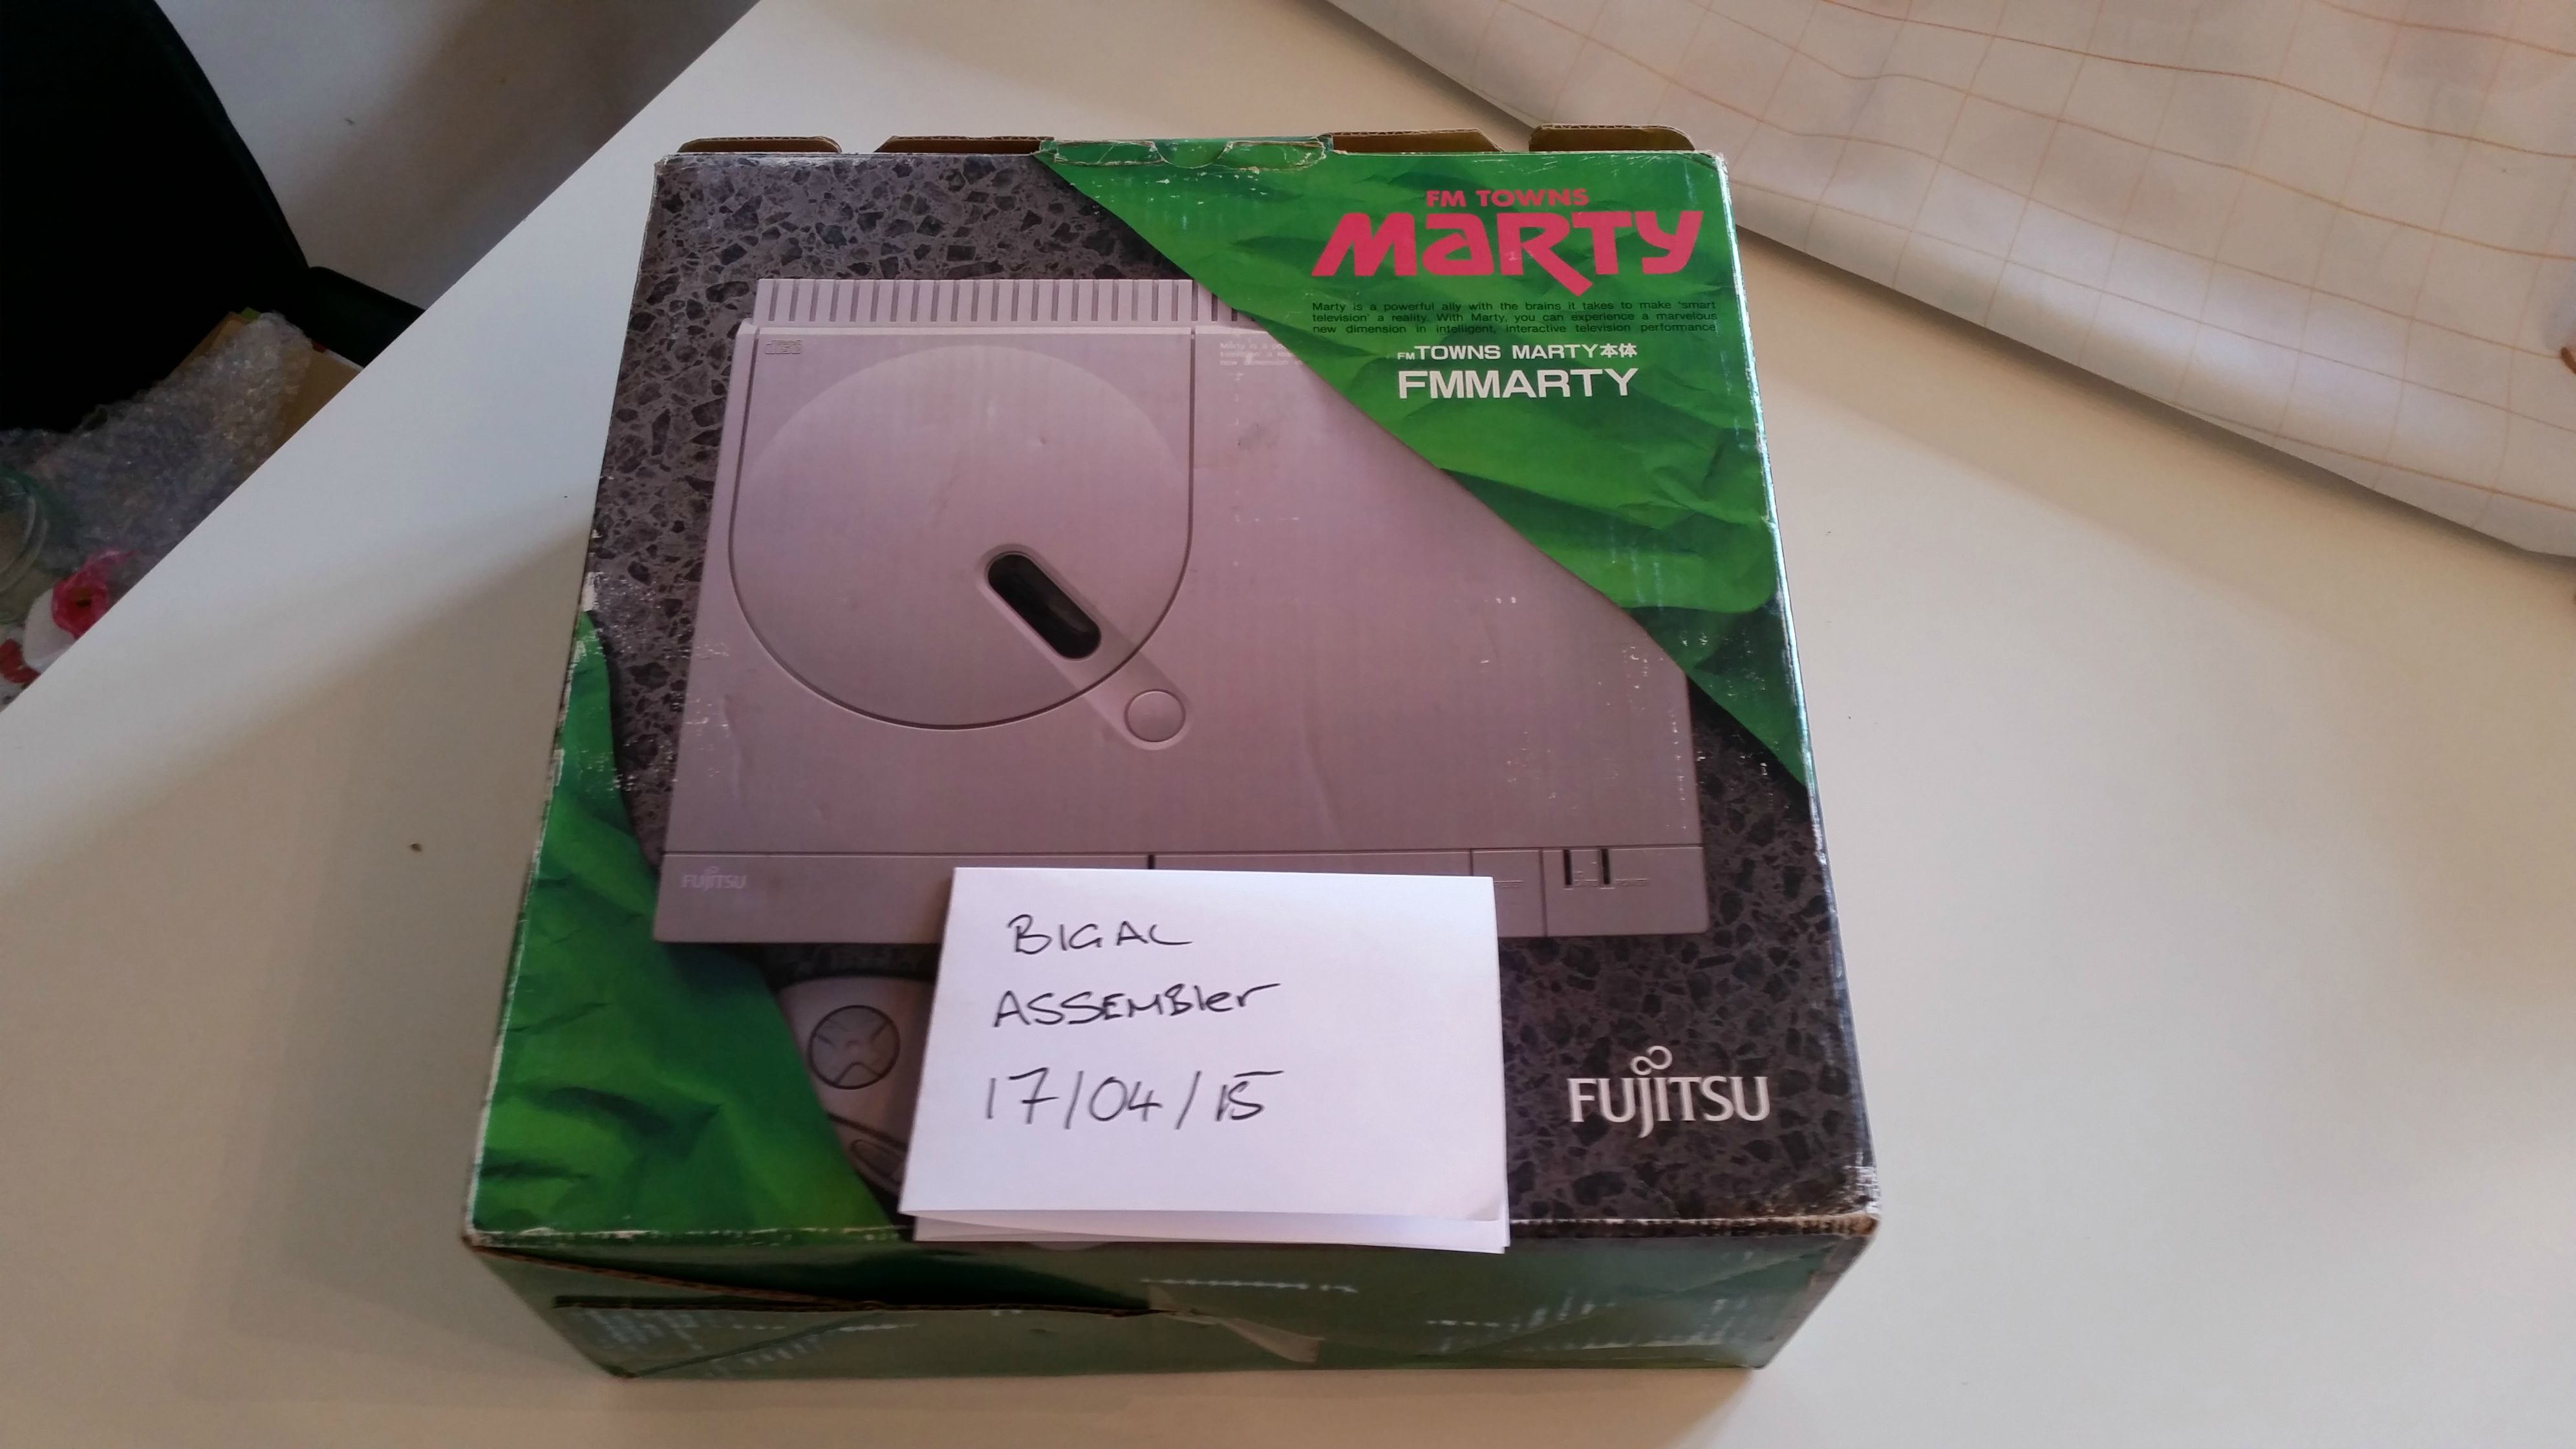 FM TOWNS
MARTY
Marty is a powerful ally with the brains it takes to make 'smart
television' a reality. With Marty, you can experience a marvelous
new dimension in intelligent, interactive television performance.
FM TOWNS MARTY本体
FMMARTY
FUJITSU
BIGAL
ASSEMBler
17/04/15
FUJITSU